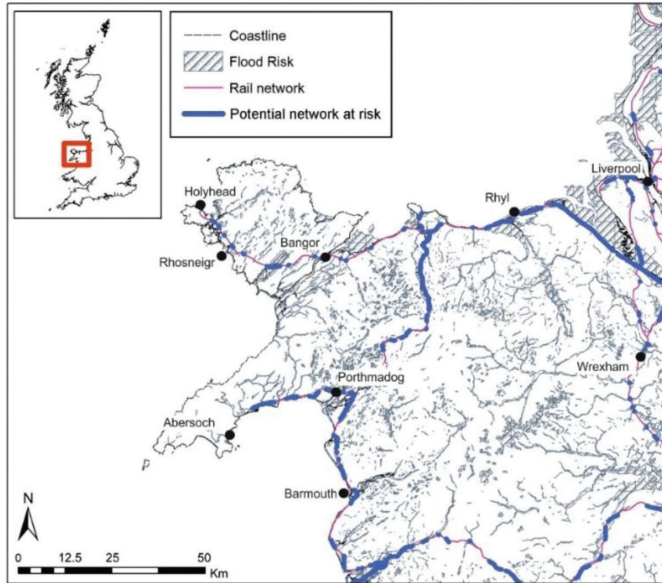 Coastline
Flood Risk
Rail network
Potential network at risk
Liverpool
Holyhead
Rhyl
Bangor
Rhosneigr
Wrexham
Porthmadog
Abersoch
Barmouth
N
0 12.5 25 50
Km